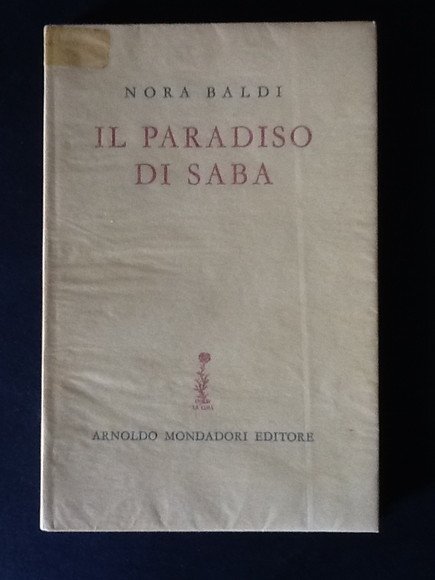 NORA BALDI
IL PARADISO
DI SABA
ARNOLDO MONDADORI EDITORE